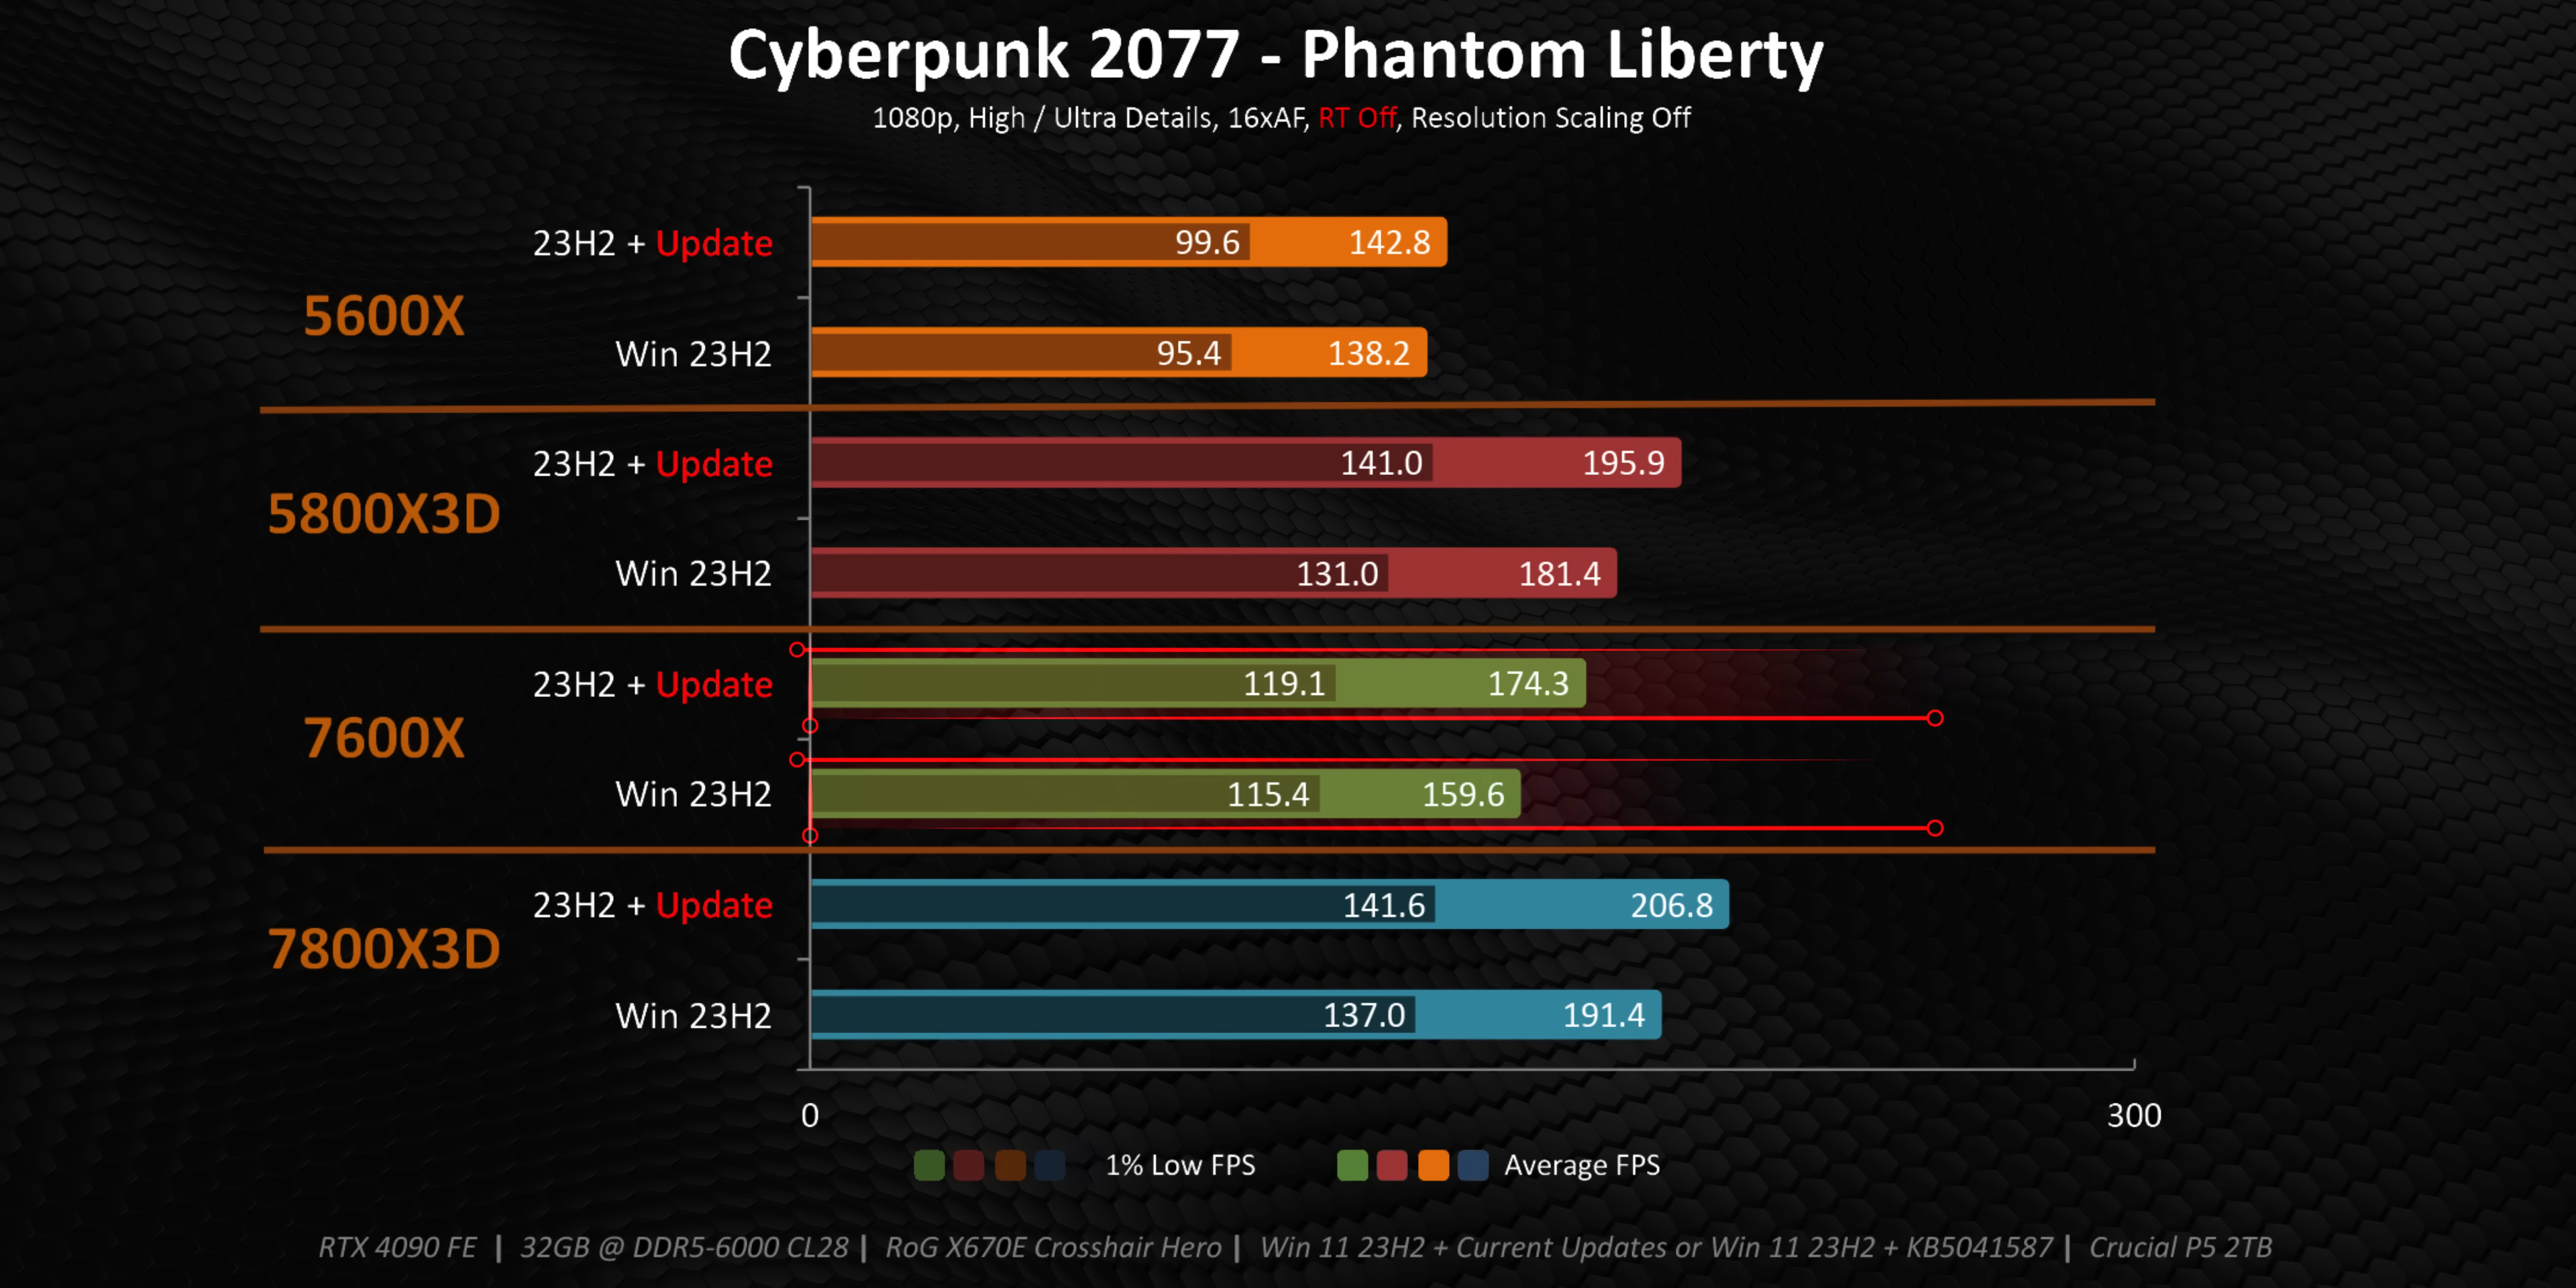 Cyberpunk 2077 - Phantom Liberty
1080p, High / Ultra Details, 16xAF, RT Off, Resolution Scaling Off
5600X
23H2 + Update 99.6 142.8
Win 23H2 95.4 138.2
5800X3D
23H2 + Update 141.0 195.9
Win 23H2 131.0 181.4
7600X
23H2 + Update 119.1 174.3
Win 23H2 115.4 159.6
7800X3D
23H2 + Update 141.6 206.8
Win 23H2 137.0 191.4
0 300
1% Low FPS Average FPS
RTX 4090 FE | 32GB @ DDR5-6000 CL28 | RoG X670E Crosshair Hero | Win 11 23H2 + Current Updates or Win 11 23H2 + KB5041587 | Crucial P5 2TB